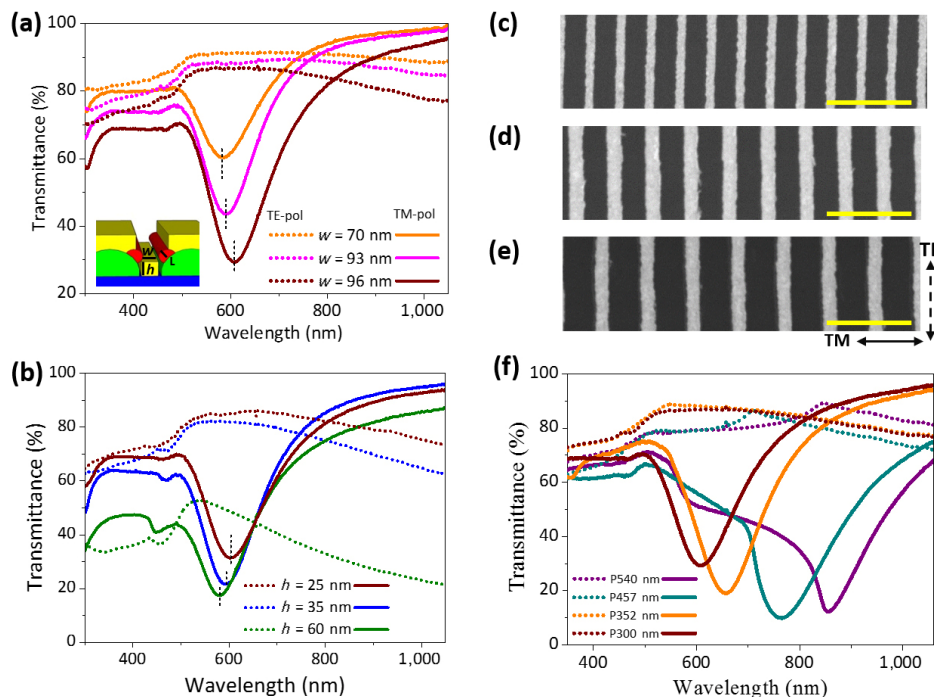 (a)
100
80
60
40
20
Transmittance (%)
400 600 800 1,000
Wavelength (nm)
TE-pol TM-pol
w = 70 nm
w = 93 nm
w = 96 nm
w
h
L
(b)
100
80
60
40
20
0
Transmittance (%)
400 600 800 1,000
Wavelength (nm)
h = 25 nm
h = 35 nm
h = 60 nm
(c)
(d)
(e)
TM
(f)
100
80
60
40
20
0
Transmittance (%)
400 600 800 1,000
Wavelength (nm)
P540 nm
P457 nm
P352 nm
P300 nm